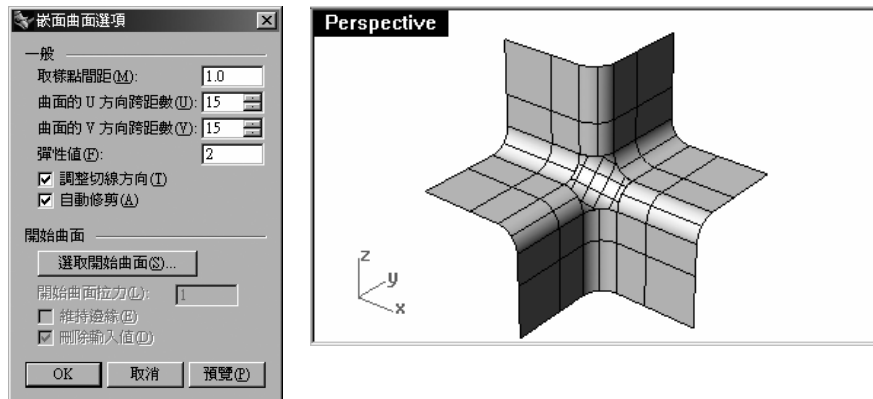 嵌面曲面選項
一般
取樣點間距(M): 1.0
曲面的 U 方向跨距數(U): 15
曲面的 V 方向跨距數(V): 15
彈性值(F): 2
調整切線方向(T)
自動修剪(A)
開始曲面
選取開始曲面(S)...
開始曲面拉力(L): 1
維持邊緣(E)
刪除輸入值(D)
OK 取消 預覽(P)
Perspective
z
y
x